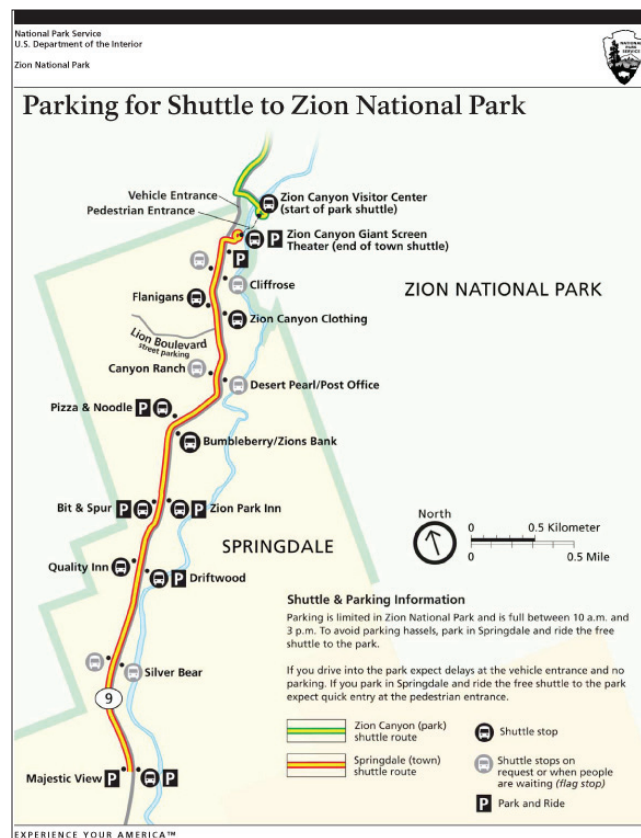 National Park Service
U.S. Department of the Interior
Zion National Park
NATIONAL
PARK
SERVICE
Parking for Shuttle to Zion National Park
Vehicle Entrance
Pedestrian Entrance
Zion Canyon Visitor Center
(start of park shuttle)
Zion Canyon Giant Screen
Theater (end of town shuttle)
P
P
Cliffrose
ZION NATIONAL PARK
Flanigans
Zion Canyon Clothing
Lion Boulevard
street parking
Canyon Ranch
Desert Pearl/Post Office
Pizza & Noodle P
Bumbleberry/Zions Bank
Bit & Spur P
P Zion Park Inn
North
0 0.5 Kilometer
0 0.5 Mile
SPRINGDALE
Quality Inn
P Driftwood
Silver Bear
9
Majestic View P
P
Shuttle & Parking Information
Parking is limited in Zion National Park and is full between 10 a.m. and
3 p.m. To avoid parking hassels, park in Springdale and ride the free
shuttle to the park.
If you drive into the park expect delays at the vehicle entrance and no
parking. If you park in Springdale and ride the free shuttle to the park
expect quick entry at the pedestrian entrance.
Zion Canyon (park)
shuttle route
Springdale (town)
shuttle route
Shuttle stop
Shuttle stops on
request or when people
are waiting (flag stop)
P Park and Ride
EXPERIENCE YOUR AMERICA™